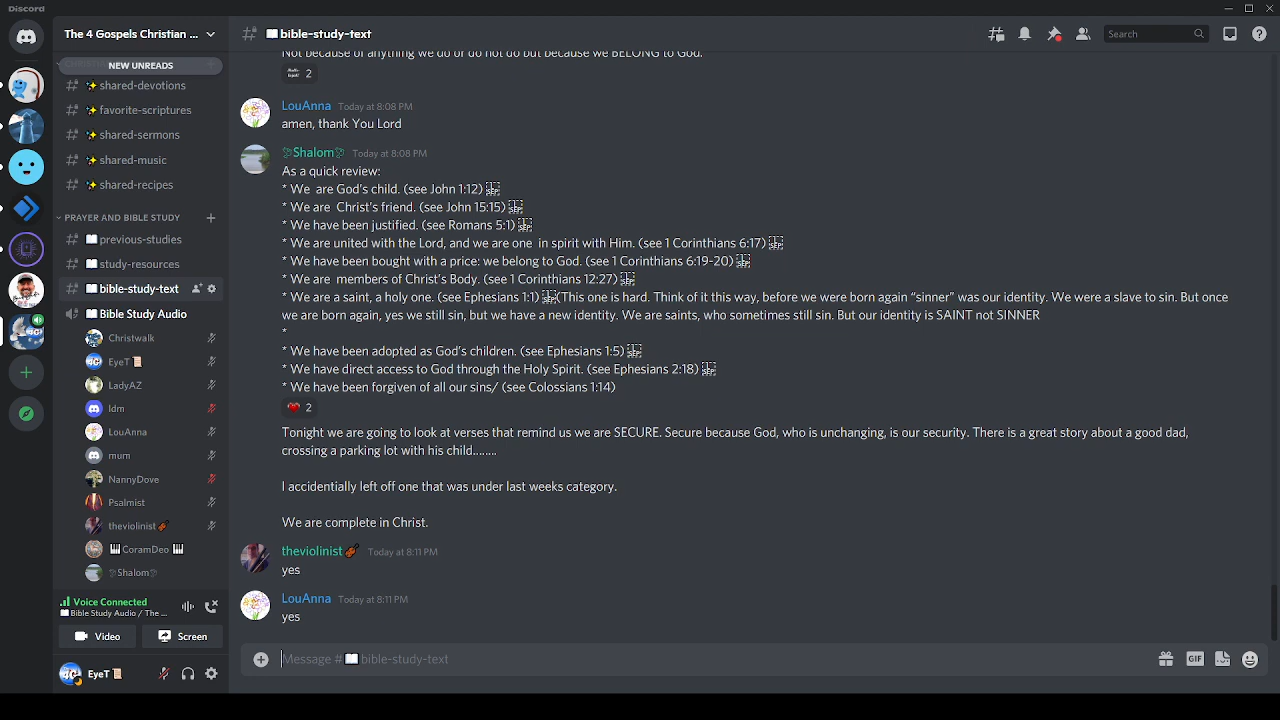 Discord
The 4 Gospels Christian ...
📖bible-study-text
Search
NEW UNREADS
✨shared-devotions
✨favorite-scriptures
✨shared-sermons
✨shared-music
✨shared-recipes
PRAYER AND BIBLE STUDY
📖previous-studies
📖study-resources
📖bible-study-text
📖Bible Study Audio
Christwalk
EyeT📜
LadyAZ
ldm
LouAnna
mum
NannyDove
Psalmist
theviolinist🎻
🎹CoramDeo🎹
🕊Shalom🕊
Voice Connected
📖Bible Study Audio / The ...
Video
Screen
EyeT📜
Not because of anything we do or do not do but because we BELONG to God.
2
LouAnna Today at 8:08 PM
amen, thank You Lord
🕊Shalom🕊 Today at 8:08 PM
As a quick review:
* We  are God's child. (see John 1:12)
* We are  Christ's friend. (see John 15:15)
* We have been justified. (see Romans 5:1)
* We are united with the Lord, and we are one  in spirit with Him. (see 1 Corinthians 6:17)
* We have been bought with a price: we belong to God. (see 1 Corinthians 6:19-20)
* We are  members of Christ's Body. (see 1 Corinthians 12:27)
* We are a saint, a holy one. (see Ephesians 1:1) (This one is hard. Think of it this way, before we were born again “sinner” was our identity. We were a slave to sin. But once
we are born again, yes we still sin, but we have a new identity. We are saints, who sometimes still sin. But our identity is SAINT not SINNER
*
* We have been adopted as God's children. (see Ephesians 1:5)
* We have direct access to God through the Holy Spirit. (see Ephesians 2:18)
* We have been forgiven of all our sins/ (see Colossians 1:14)
❤️ 2
Tonight we are going to look at verses that remind us we are SECURE. Secure because God, who is unchanging, is our security. There is a great story about a good dad,
crossing a parking lot with his child.......
I accidentially left off one that was under last weeks category.
We are complete in Christ.
theviolinist🎻 Today at 8:11 PM
yes
LouAnna Today at 8:11 PM
yes
Message #📖bible-study-text
GIF